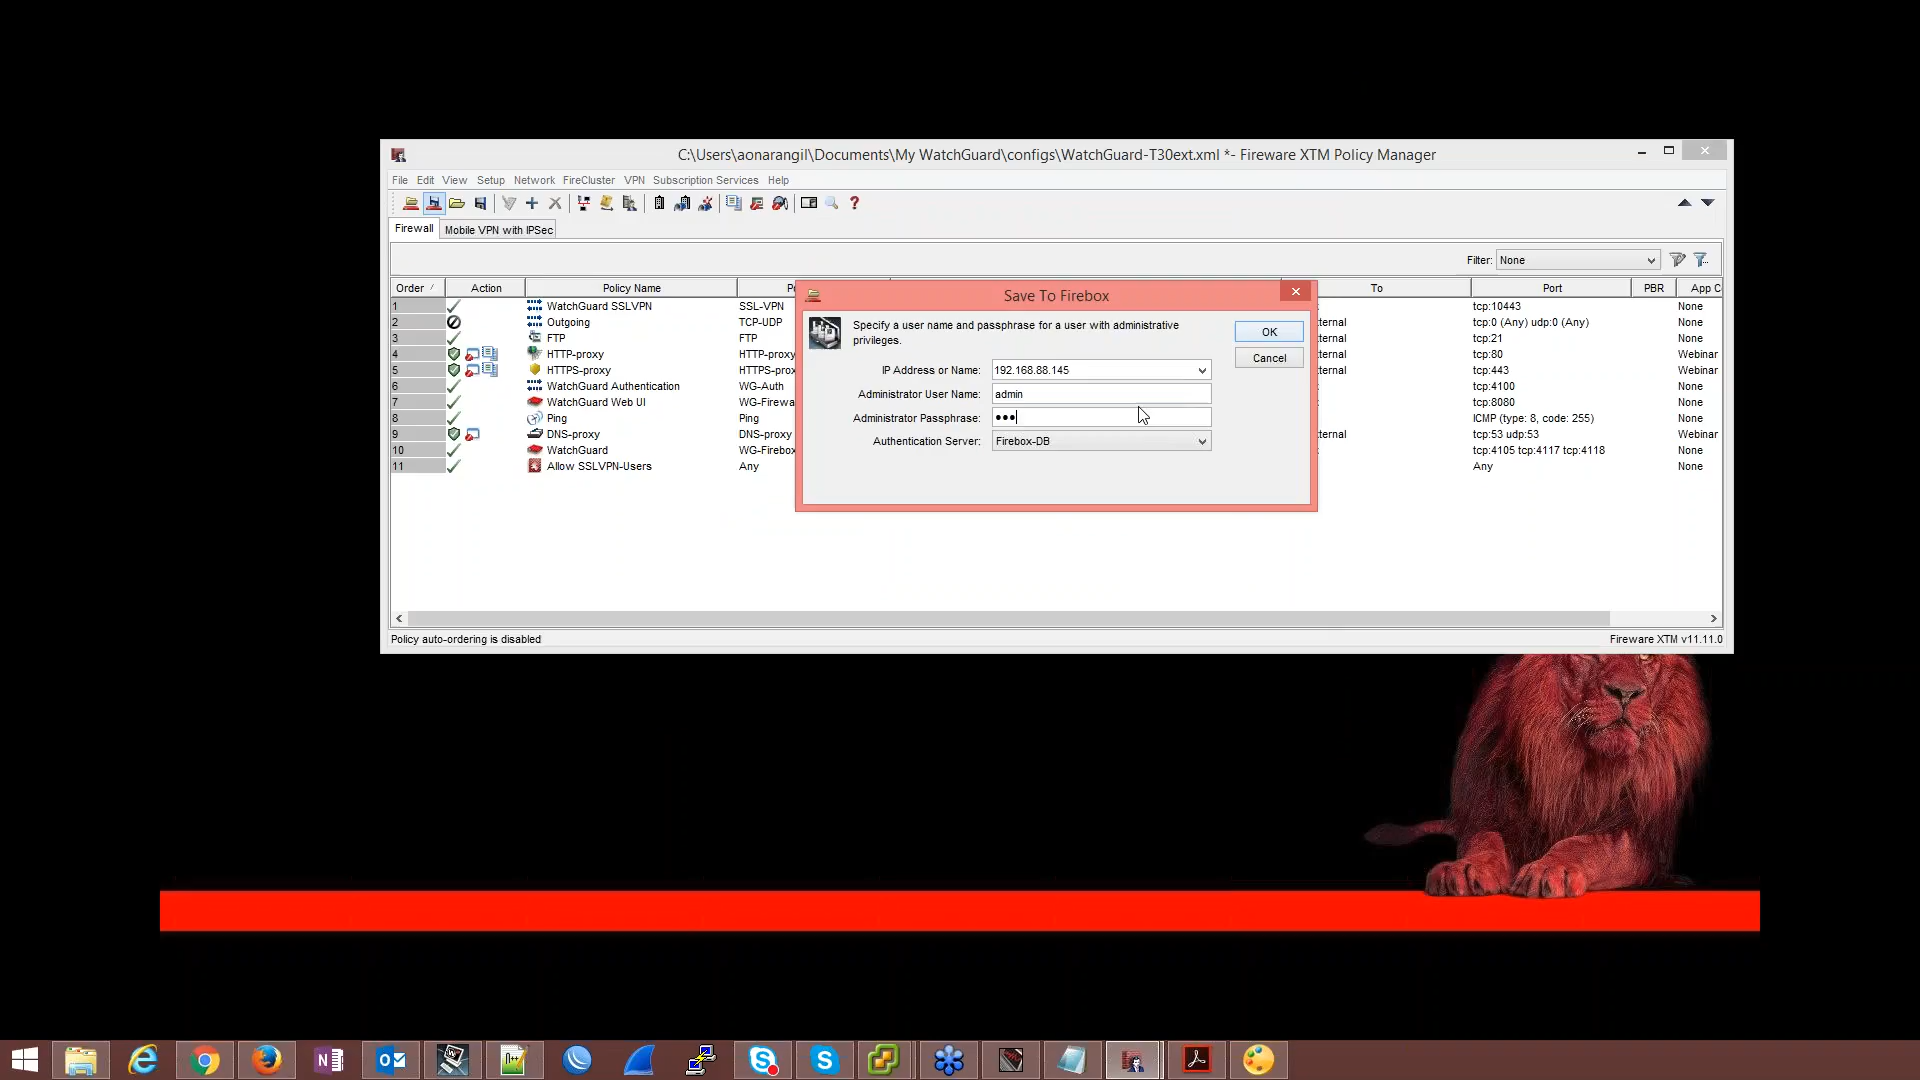 C:\Users\aonarangil\Documents\My WatchGuard\configs\WatchGuard-T30ext.xml *- Fireware XTM Policy Manager
File Edit View Setup Network FireCluster VPN Subscription Services Help
Firewall Mobile VPN with IPSec
Filter: None
Order Action Policy Name To Port PBR App C
1 WatchGuard SSLVPN SSL-VPN tcp:10443 None
2 Outgoing TCP-UDP tcp:0 (Any) udp:0 (Any) None
3 FTP FTP tcp:21 None
4 HTTP-proxy HTTP-proxy tcp:80 Webinar
5 HTTPS-proxy HTTPS-prox tcp:443 Webinar
6 WatchGuard Authentication WG-Auth tcp:4100 None
7 WatchGuard Web UI WG-Firewa tcp:8080 None
8 Ping Ping ICMP (type: 8, code: 255) None
9 DNS-proxy DNS-proxy tcp:53 udp:53 Webinar
10 WatchGuard WG-Firebox tcp:4105 tcp:4117 tcp:4118 None
11 Allow SSLVPN-Users Any Any None
Save To Firebox
Specify a user name and passphrase for a user with administrative
privileges.
OK
Cancel
IP Address or Name: 192.168.88.145
Administrator User Name: admin
Administrator Passphrase: •••
Authentication Server: Firebox-DB
Policy auto-ordering is disabled Fireware XTM v11.11.0